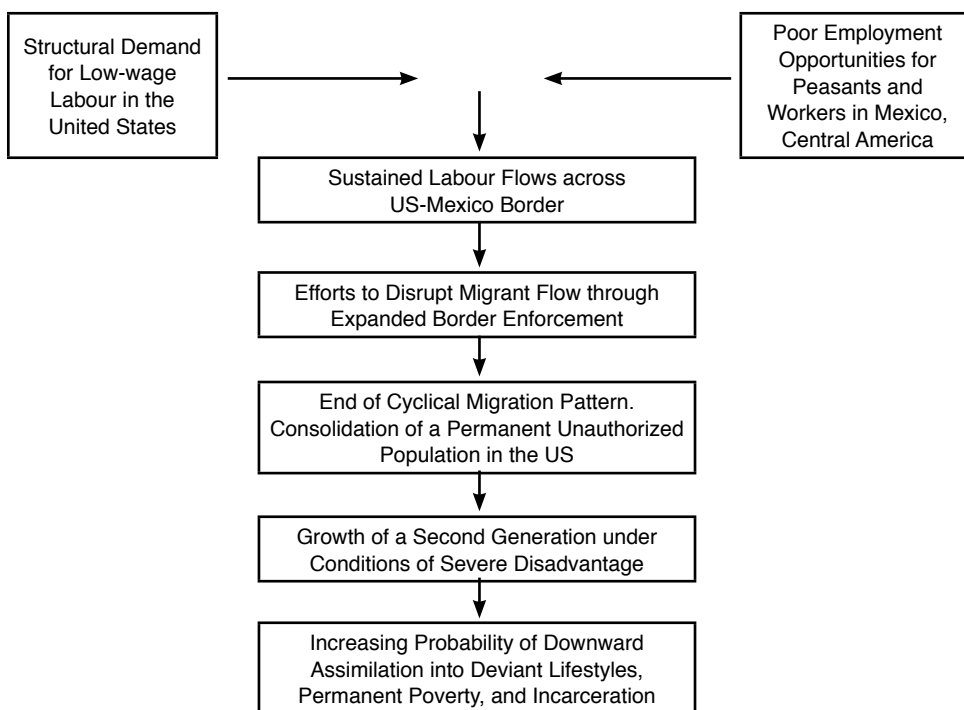 Structural Demand
for Low-wage
Labour in the
United States
Poor Employment
Opportunities for
Peasants and
Workers in Mexico,
Central America
Sustained Labour Flows across
US-Mexico Border
Efforts to Disrupt Migrant Flow through
Expanded Border Enforcement
End of Cyclical Migration Pattern.
Consolidation of a Permanent Unauthorized
Population in the US
Growth of a Second Generation under
Conditions of Severe Disadvantage
Increasing Probability of Downward
Assimilation into Deviant Lifestyles,
Permanent Poverty, and Incarceration